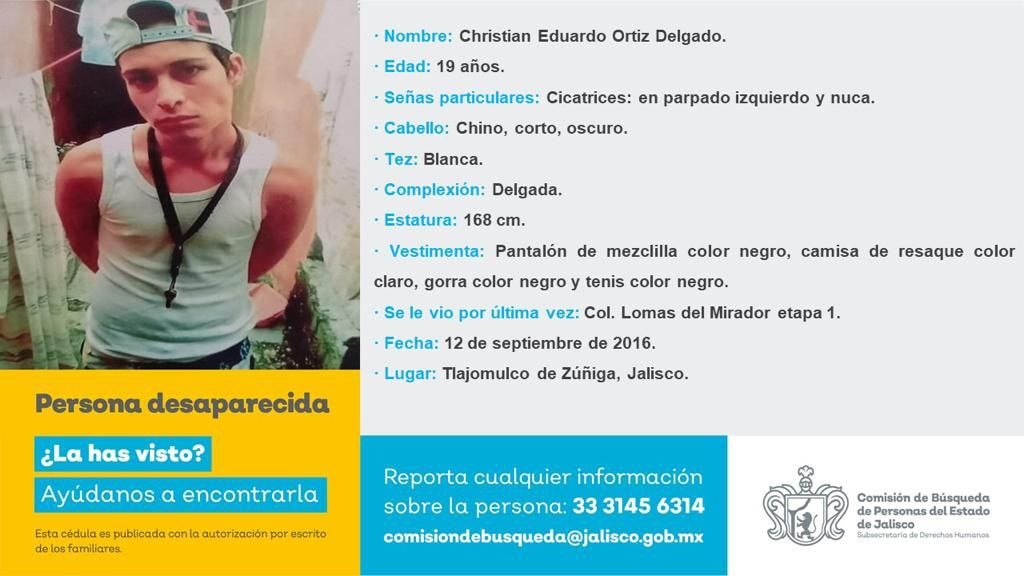 · Nombre: Christian Eduardo Ortiz Delgado.
· Edad: 19 años.
· Señas particulares: Cicatrices: en parpado izquierdo y nuca.
· Cabello: Chino, corto, oscuro.
· Tez: Blanca.
· Complexión: Delgada.
· Estatura: 168 cm.
· Vestimenta: Pantalón de mezclilla color negro, camisa de resaque color
claro, gorra color negro y tenis color negro.
· Se le vio por última vez: Col. Lomas del Mirador etapa 1.
· Fecha: 12 de septiembre de 2016.
· Lugar: Tlajomulco de Zúñiga, Jalisco.
Persona desaparecida
¿La has visto?
Ayúdanos a encontrarla
Esta cédula es publicada con la autorización por escrito
de los familiares.
Reporta cualquier información
sobre la persona: 33 3145 6314
comisiondebusqueda@jalisco.gob.mx
Comisión de Búsqueda
de Personas del Estado
de Jalisco
Subsecretaría de Derechos Humanos